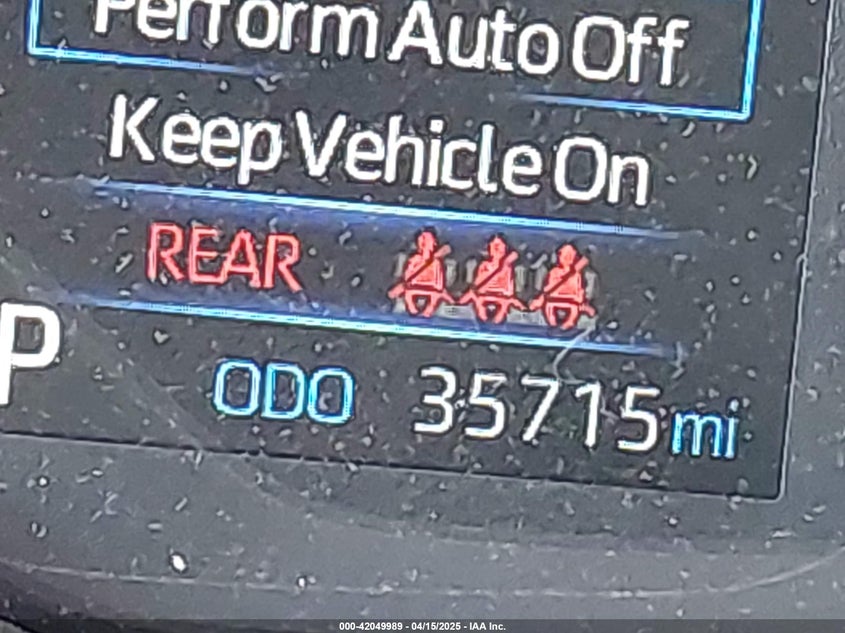 Perform Auto Off
Keep Vehicle On
REAR
P
ODO 35715 mi
000-42049989 - 04/15/2025 - IAA Inc.